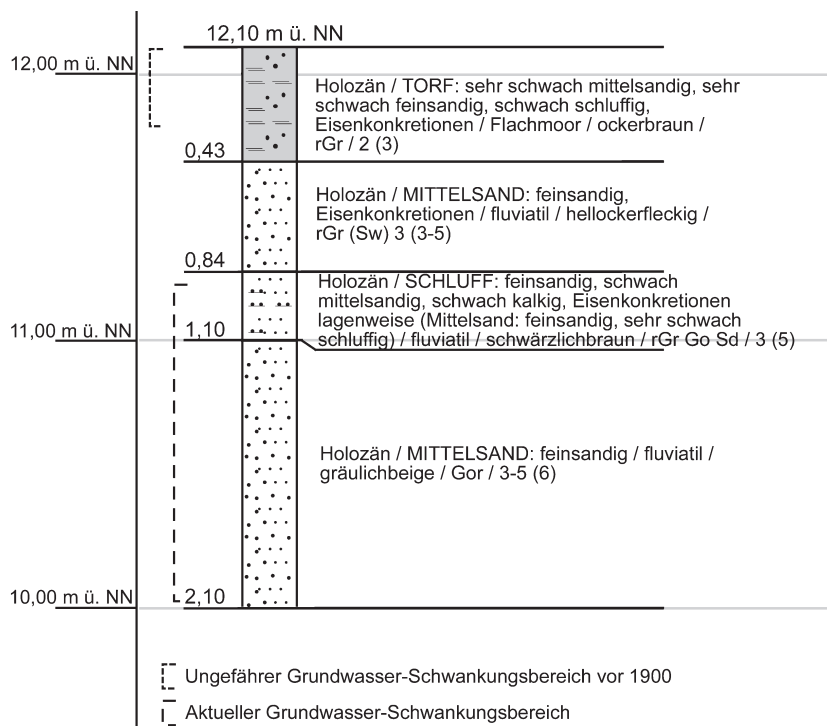 12,10 m ü. NN
12,00 m ü. NN
Holozän / TORF: sehr schwach mittelsandig, sehr
schwach feinsandig, schwach schluffig,
Eisenkonkretionen / Flachmoor / ockerbraun /
rGr / 2 (3)
0,43
Holozän / MITTELSAND: feinsandig,
Eisenkonkretionen / fluviatil / hellockerfleckig /
rGr (Sw) 3 (3-5)
0,84
Holozän / SCHLUFF: feinsandig, schwach
mittelsandig, schwach kalkig, Eisenkonkretionen
lagenweise (Mittelsand: feinsandig, sehr schwach
schluffig) / fluviatil / schwärzlichbraun / rGr Go Sd / 3 (5)
11,00 m ü. NN
1,10
Holozän / MITTELSAND: feinsandig / fluviatil /
gräulichbeige / Gor / 3-5 (6)
10,00 m ü. NN
2,10
Ungefährer Grundwasser-Schwankungsbereich vor 1900
Aktueller Grundwasser-Schwankungsbereich